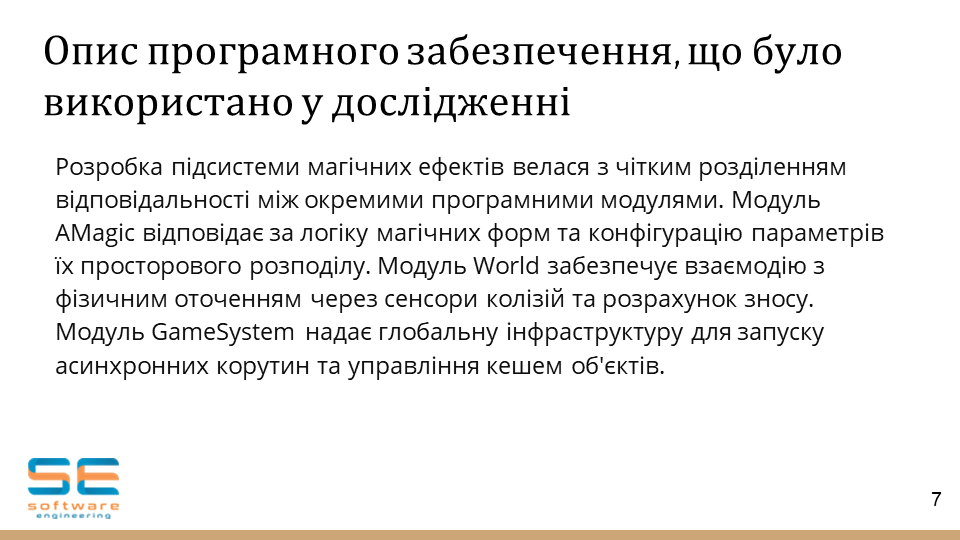 Опис програмного забезпечення, що було
використано у дослідженні
Розробка підсистеми магічних ефектів велася з чітким розділенням
відповідальності між окремими програмними модулями. Модуль
AMagic відповідає за логіку магічних форм та конфігурацію параметрів
їх просторового розподілу. Модуль World забезпечує взаємодію з
фізичним оточенням через сенсори колізій та розрахунок зносу.
Модуль GameSystem надає глобальну інфраструктуру для запуску
асинхронних корутин та управління кешем об'єктів.
SE
software
engineering
7